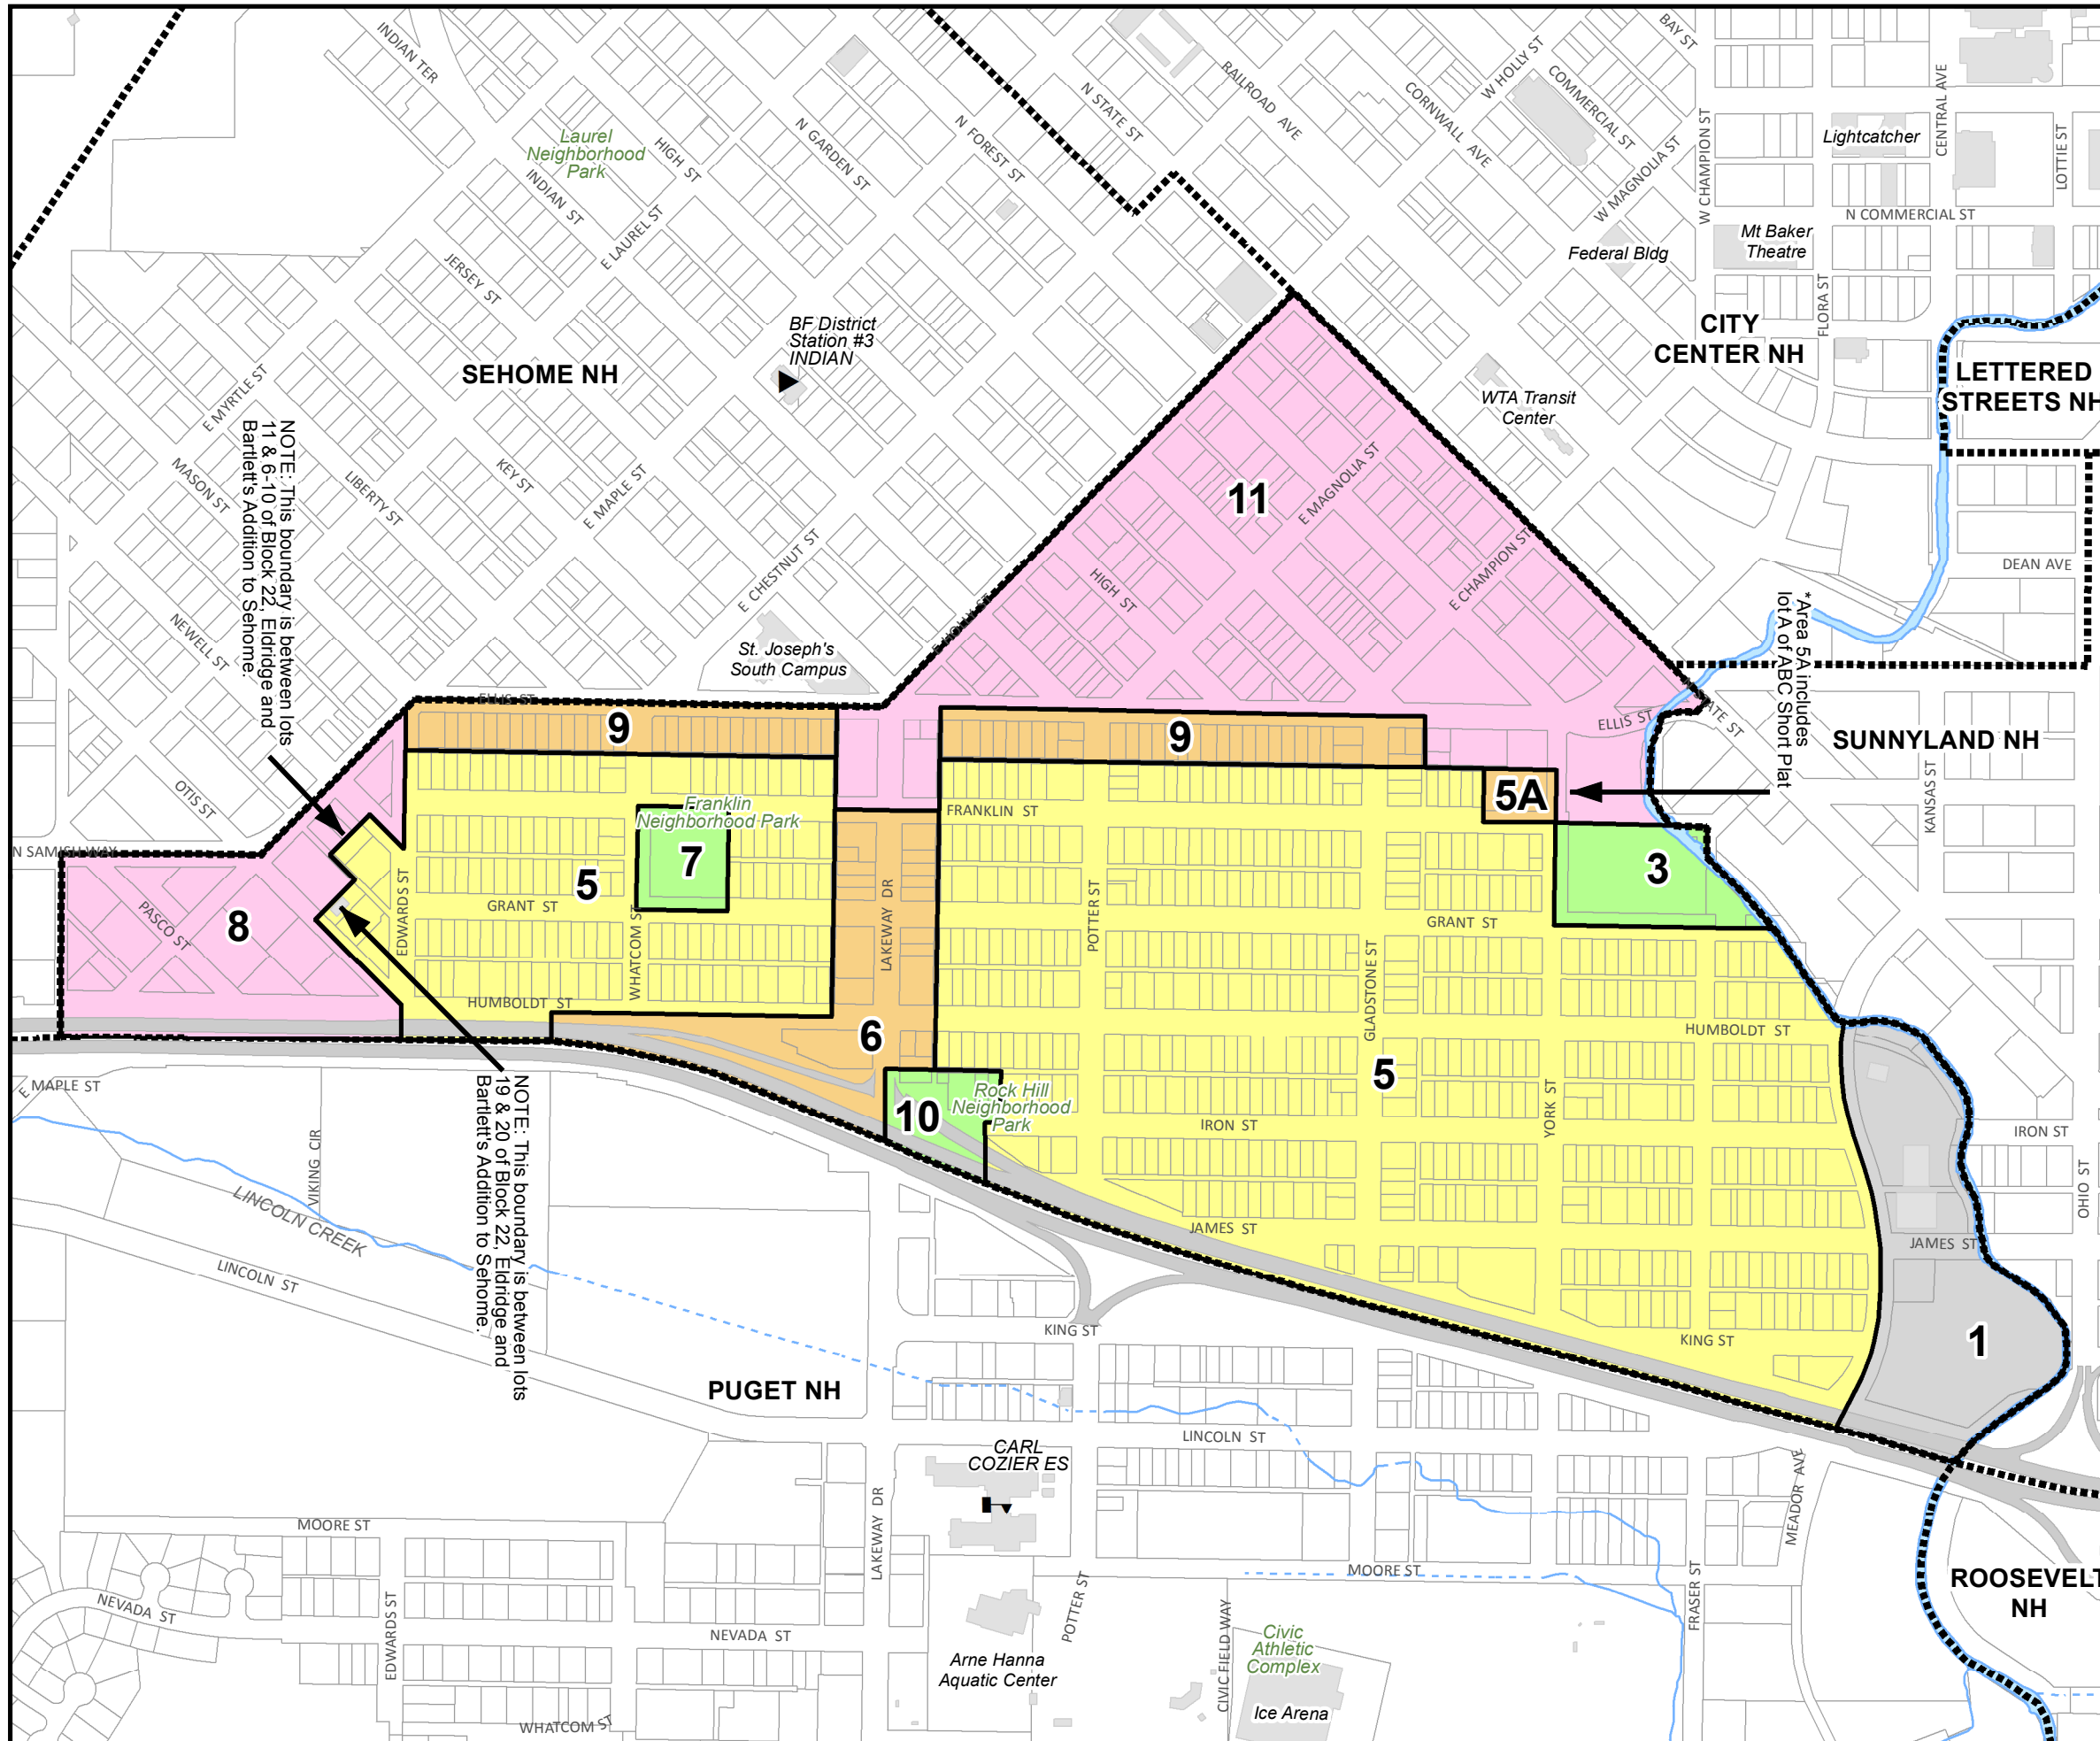 INDIAN TER
Laurel
Neighborhood
Park
HIGH ST
INDIAN ST
N GARDEN ST
N FOREST ST
N STATE ST
RAILROAD AVE
CORNWALL AVE
W HOLLY ST
COMMERCIAL ST
W MAGNOLIA ST
BAY ST
W CHAMPION ST
Lightcatcher
CENTRAL AVE
LOTTIE ST
N COMMERCIAL ST
Mt Baker
Theatre
Federal Bldg
FLORA ST
CITY
CENTER NH
LETTERED
STREETS NH
E LAUREL ST
JERSEY ST
BF District
Station #3
INDIAN
SEHOME NH
E MYRTLE ST
MASON ST
LIBERTY ST
KEY ST
E MAPLE ST
E CHESTNUT ST
NEWELL ST
OTIS ST
NOTE: This boundary is between lots
11 & 6-10 of Block 22, Eldridge and
Bartlett's Addition to Sehome.
St. Joseph's
South Campus
WTA Transit
Center
11
E MAGNOLIA ST
E CHAMPION ST
HIGH ST
DEAN AVE
*Area 5A includes
lot A of ABC Short Plat
ELLIS ST
ELLIS ST
SUNNYLAND NH
KANSAS ST
9
9
5A
FRANKLIN ST
Franklin
Neighborhood Park
7
3
N SAMISH WAY
8
PASCO ST
EDWARDS ST
5
GRANT ST
WHATCOM ST
HUMBOLDT ST
LAKEWAY DR
6
POTTER ST
GLADSTONE ST
GRANT ST
5
YORK ST
HUMBOLDT ST
10
Rock Hill
Neighborhood
Park
IRON ST
JAMES ST
KING ST
IRON ST
OHIO ST
JAMES ST
1
E MAPLE ST
VIKING CIR
LINCOLN CREEK
LINCOLN ST
NOTE: This boundary is between lots
19 & 20 of Block 22, Eldridge and
Bartlett's Addition to Sehome.
PUGET NH
KING ST
LINCOLN ST
CARL
COZIER ES
MEADOR AVE
MOORE ST
LAKEWAY DR
MOORE ST
NEVADA ST
EDWARDS ST
NEVADA ST
POTTER ST
Arne Hanna
Aquatic Center
CIVIC FIELD WAY
Civic
Athletic
Complex
Ice Arena
FRASER ST
ROOSEVELT
NH
WHATCOM ST